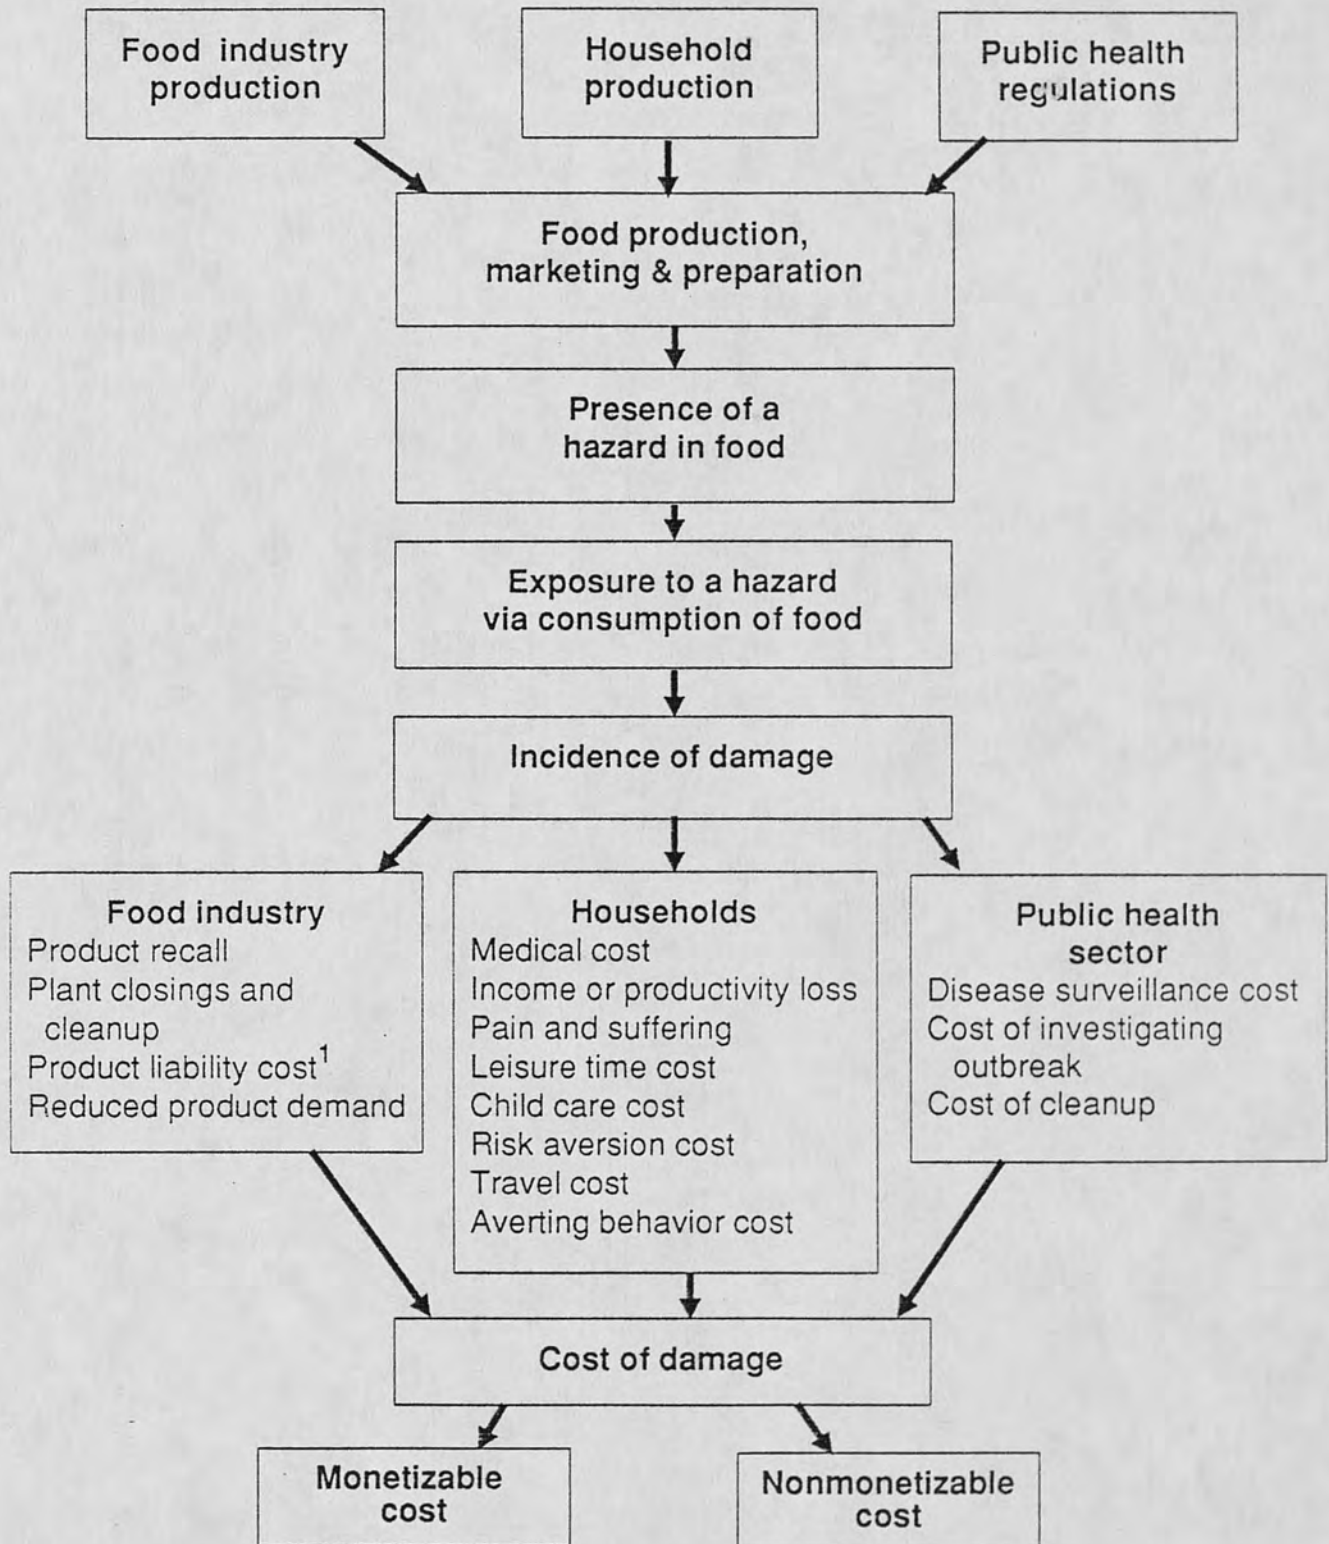 Food industry
production
Household
production
Public health
regulations
Food production,
marketing & preparation
Presence of a
hazard in food
Exposure to a hazard
via consumption of food
Incidence of damage
Food industry
Product recall
Plant closings and
cleanup
Product liability cost¹
Reduced product demand
Households
Medical cost
Income or productivity loss
Pain and suffering
Leisure time cost
Child care cost
Risk aversion cost
Travel cost
Averting behavior cost
Public health
sector
Disease surveillance cost
Cost of investigating
outbreak
Cost of cleanup
Cost of damage
Monetizable
cost
Nonmonetizable
cost